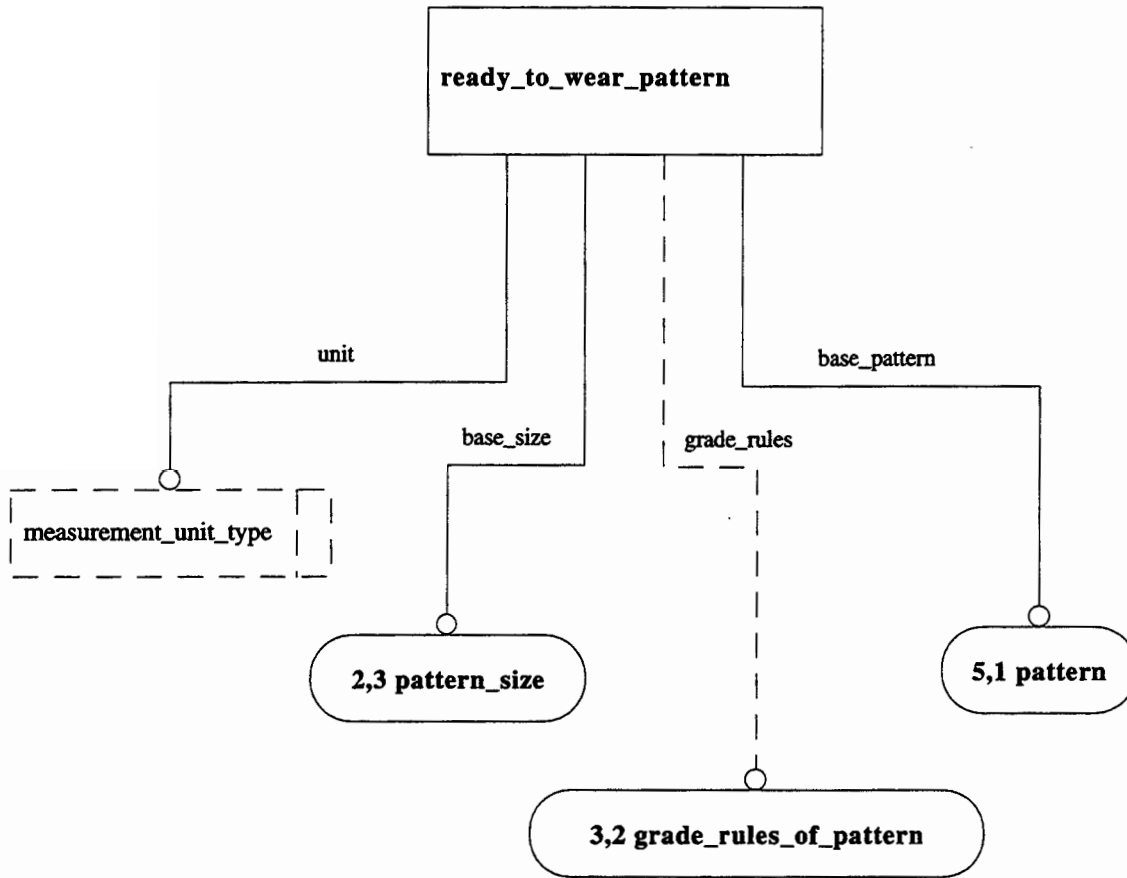 ready_to_wear_pattern
unit
base_pattern
base_size
grade_rules
measurement_unit_type
2,3 pattern_size
5,1 pattern
3,2 grade_rules_of_pattern